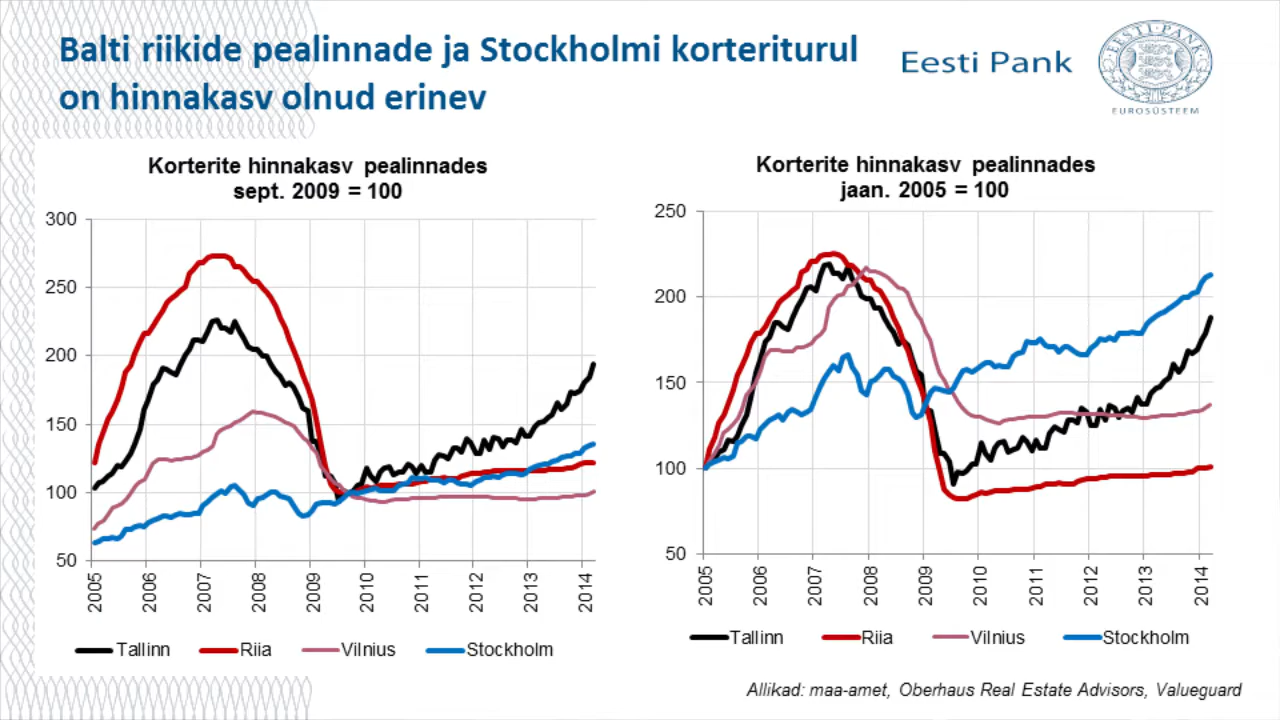 Balti riikide pealinnade ja Stockholmi korteriturul
on hinnakasv olnud erinev
Eesti Pank
EESTI PANK
EUROSÜSTEEM
Korterite hinnakasv pealinnades
sept. 2009 = 100
300
250
200
150
100
50
2005
2006
2007
2008
2009
2010
2011
2012
2013
2014
Tallinn
Riia
Vilnius
Stockholm
Korterite hinnakasv pealinnades
jaan. 2005 = 100
250
200
150
100
50
2005
2006
2007
2008
2009
2010
2011
2012
2013
2014
Tallinn
Riia
Vilnius
Stockholm
Allikad: maa-amet, Oberhaus Real Estate Advisors, Valueguard